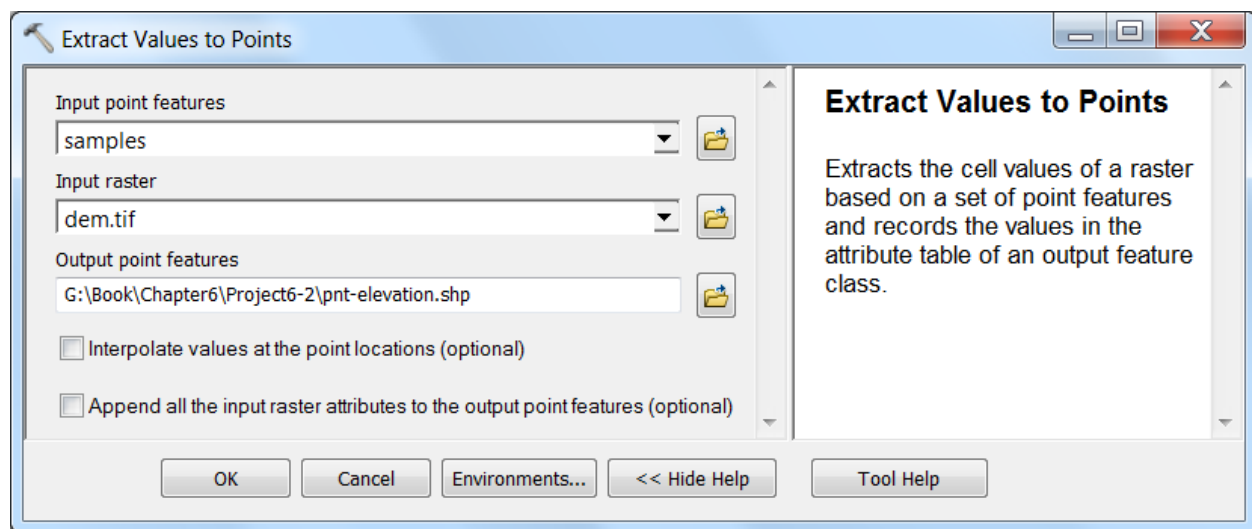 Extract Values to Points
Input point features
samples
Input raster
dem.tif
Output point features
G:\Book\Chapter6\Project6-2\pnt-elevation.shp
Interpolate values at the point locations (optional)
Append all the input raster attributes to the output point features (optional)
Extract Values to Points
Extracts the cell values of a raster
based on a set of point features
and records the values in the
attribute table of an output feature
class.
OK
Cancel
Environments...
<< Hide Help
Tool Help